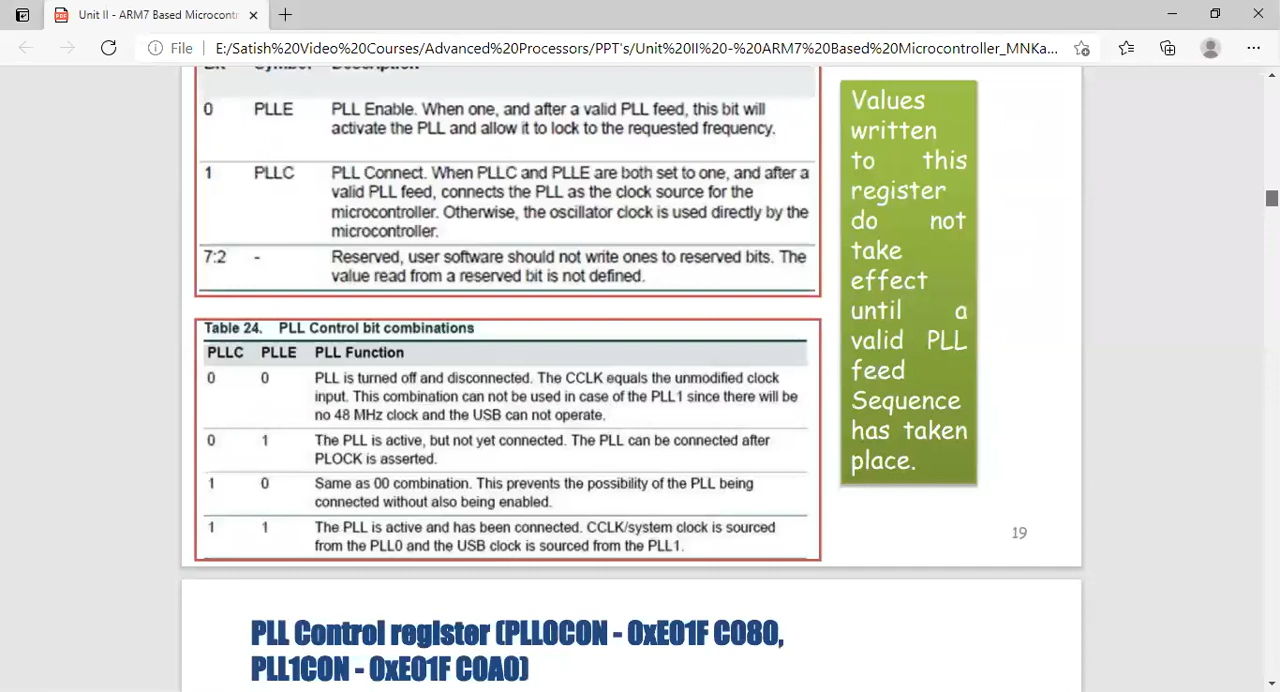 Unit II - ARM7 Based Microcontr
File
E:/Satish%20Video%20Courses/Advanced%20Processors/PPT's/Unit%20II%20-%20ARM7%20Based%20Microcontroller_MNKa...
Bit Symbol Description
0 PLLE PLL Enable. When one, and after a valid PLL feed, this bit will
activate the PLL and allow it to lock to the requested frequency.
1 PLLC PLL Connect. When PLLC and PLLE are both set to one, and after a
valid PLL feed, connects the PLL as the clock source for the
microcontroller. Otherwise, the oscillator clock is used directly by the
microcontroller.
7:2 - Reserved, user software should not write ones to reserved bits. The
value read from a reserved bit is not defined.
Table 24. PLL Control bit combinations
PLLC PLLE PLL Function
0 0 PLL is turned off and disconnected. The CCLK equals the unmodified clock
input. This combination can not be used in case of the PLL1 since there will be
no 48 MHz clock and the USB can not operate.
0 1 The PLL is active, but not yet connected. The PLL can be connected after
PLOCK is asserted.
1 0 Same as 00 combination. This prevents the possibility of the PLL being
connected without also being enabled.
1 1 The PLL is active and has been connected. CCLK/system clock is sourced
from the PLL0 and the USB clock is sourced from the PLL1.
Values
written
to this
register
do not
take
effect
until a
valid PLL
feed
Sequence
has taken
place.
19
PLL Control register (PLL0CON - 0xE01F C080,
PLL1CON - 0xE01F C0A0)